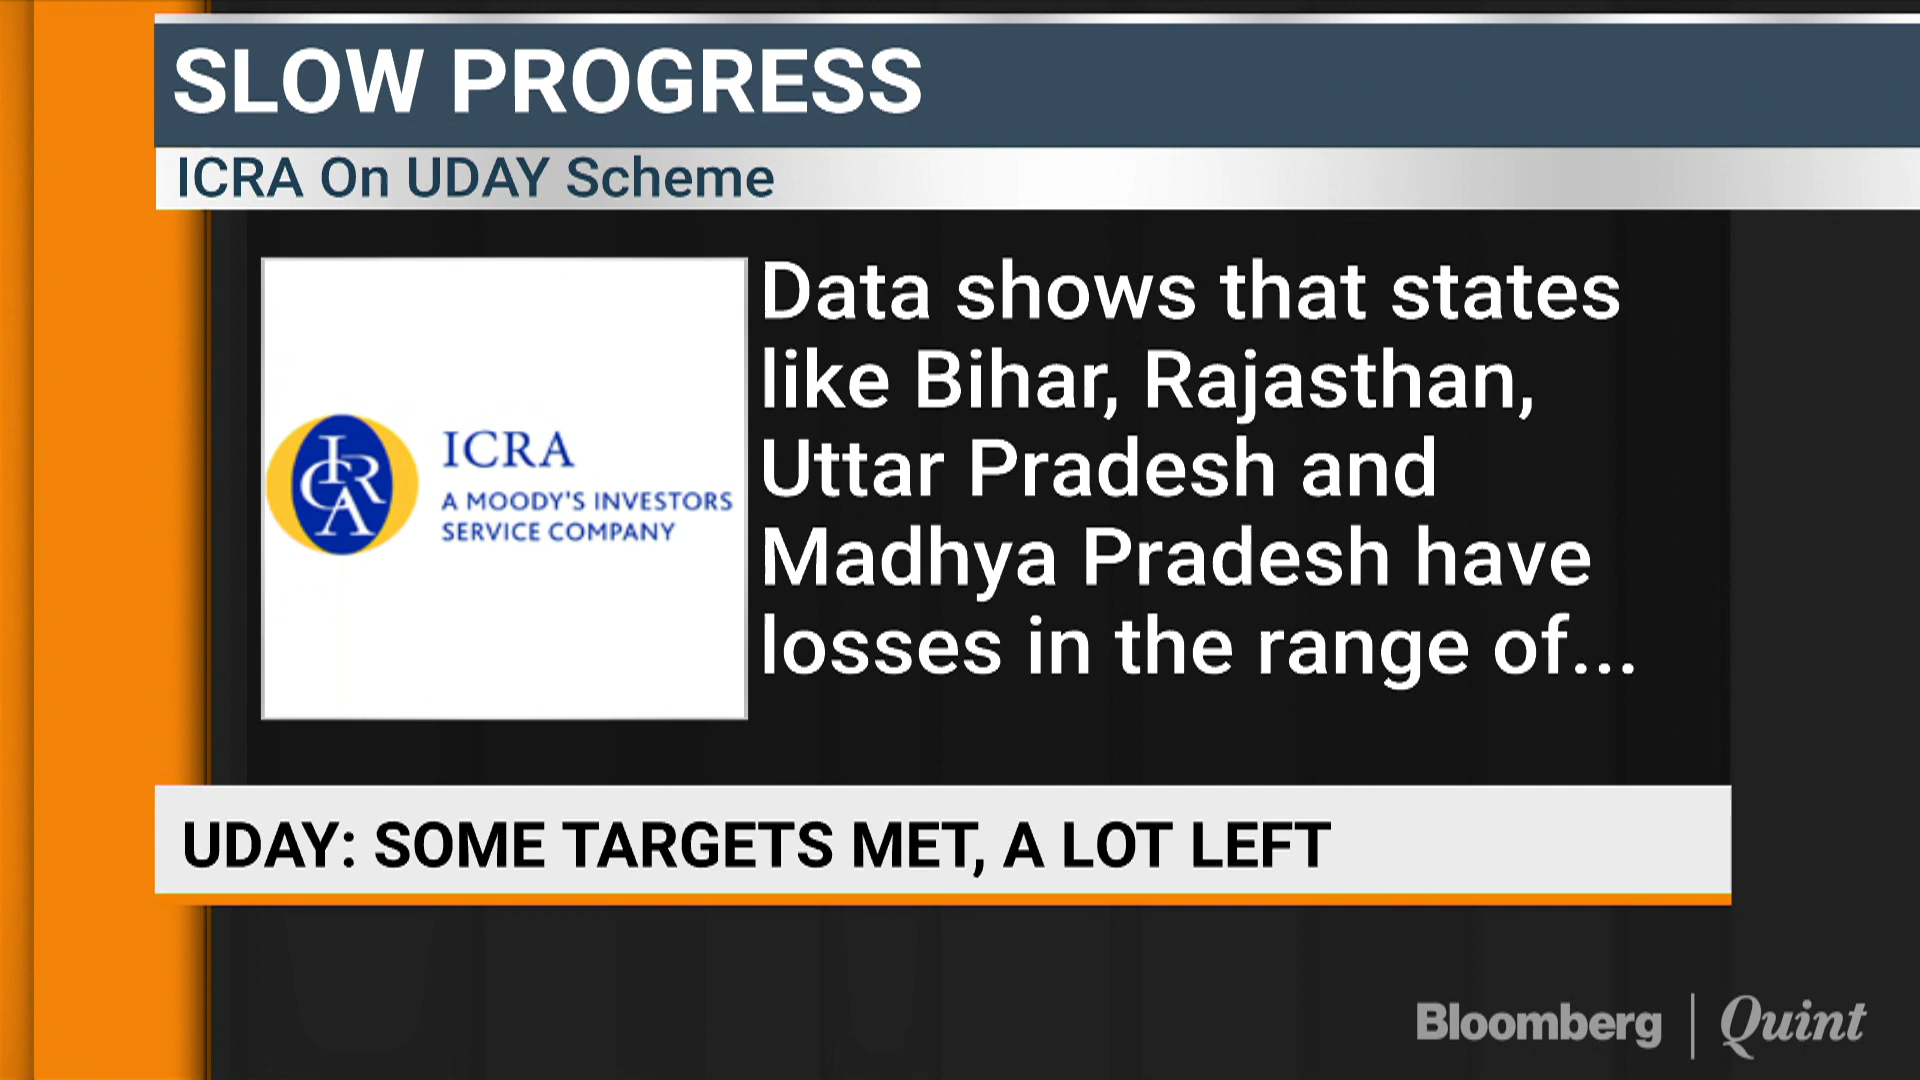 SLOW PROGRESS
ICRA On UDAY Scheme
ICRA
ICRA
A MOODY'S INVESTORS
SERVICE COMPANY
Data shows that states
like Bihar, Rajasthan,
Uttar Pradesh and
Madhya Pradesh have
losses in the range of...
UDAY: SOME TARGETS MET, A LOT LEFT
Bloomberg | Quint